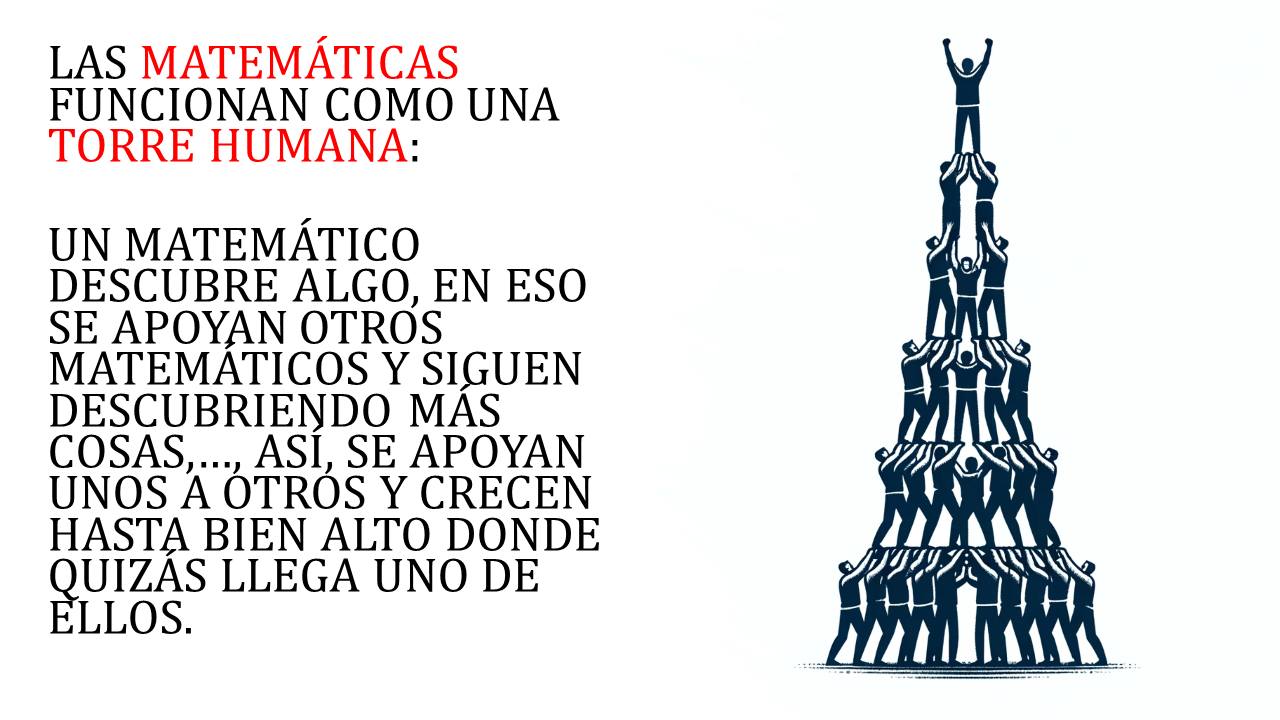 LAS MATEMÁTICAS
FUNCIONAN COMO UNA
TORRE HUMANA:
UN MATEMÁTICO
DESCUBRE ALGO, EN ESO
SE APOYAN OTROS
MATEMÁTICOS Y SIGUEN
DESCUBRIENDO MÁS
COSAS,…, ASÍ, SE APOYAN
UNOS A OTROS Y CRECEN
HASTA BIEN ALTO DONDE
QUIZÁS LLEGA UNO DE
ELLOS.